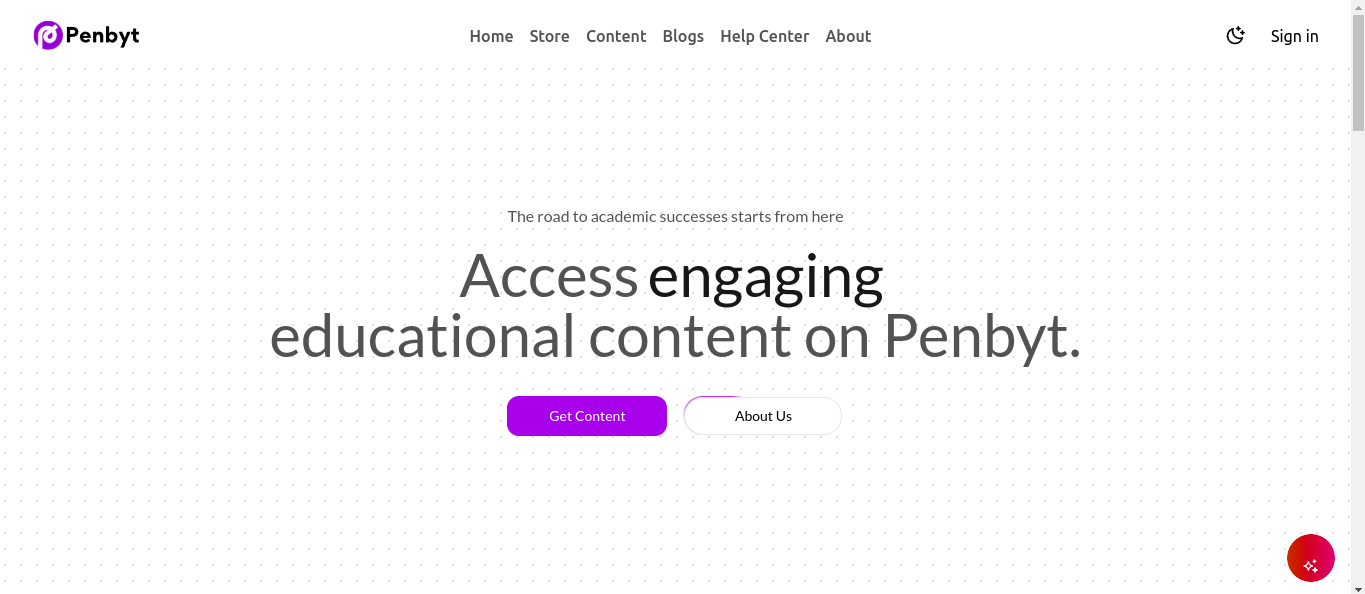 Penbyt
Home Store Content Blogs Help Center About
Sign in
The road to academic successes starts from here
Access engaging
educational content on Penbyt.
Get Content
About Us